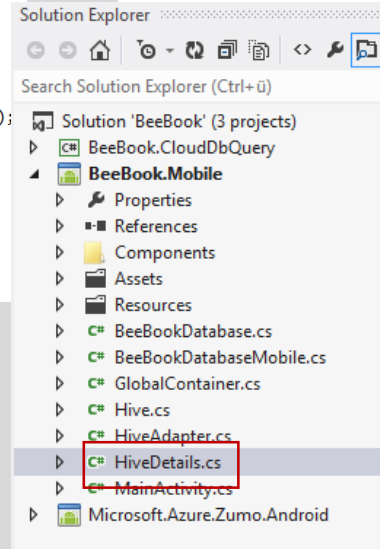 Solution Explorer
Search Solution Explorer (Ctrl+ü)
);
Solution 'BeeBook' (3 projects)
C# BeeBook.CloudDbQuery
BeeBook.Mobile
Properties
References
Components
Assets
Resources
C# BeeBookDatabase.cs
C# BeeBookDatabaseMobile.cs
C# GlobalContainer.cs
C# Hive.cs
C# HiveAdapter.cs
C# HiveDetails.cs
C# MainActivity.cs
Microsoft.Azure.Zumo.Android